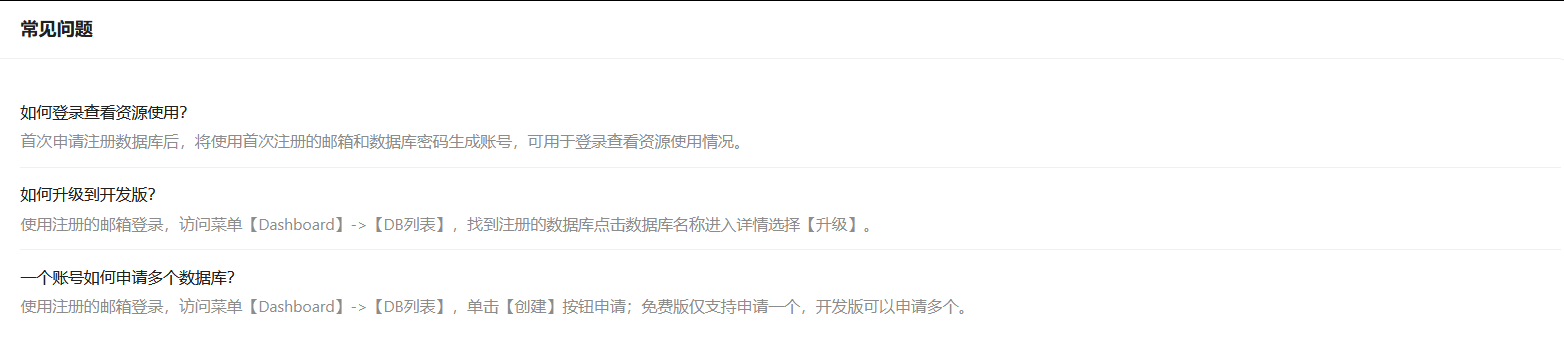 常见问题
如何登录查看资源使用?
首次申请注册数据库后，将使用首次注册的邮箱和数据库密码生成账号，可用于登录查看资源使用情况。
如何升级到开发版?
使用注册的邮箱登录，访问菜单【Dashboard】->【DB列表】，找到注册的数据库点击数据库名称进入详情选择【升级】。
一个账号如何申请多个数据库?
使用注册的邮箱登录，访问菜单【Dashboard】->【DB列表】，单击【创建】按钮申请；免费版仅支持申请一个，开发版可以申请多个。